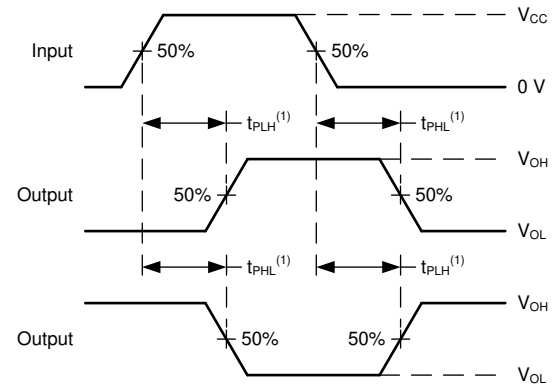 V_CC
Input 50% 50%
0 V
t_PLH^(1) t_PHL^(1)
V_OH
Output 50% 50%
V_OL
t_PHL^(1) t_PLH^(1)
V_OH
Output 50% 50%
V_OL